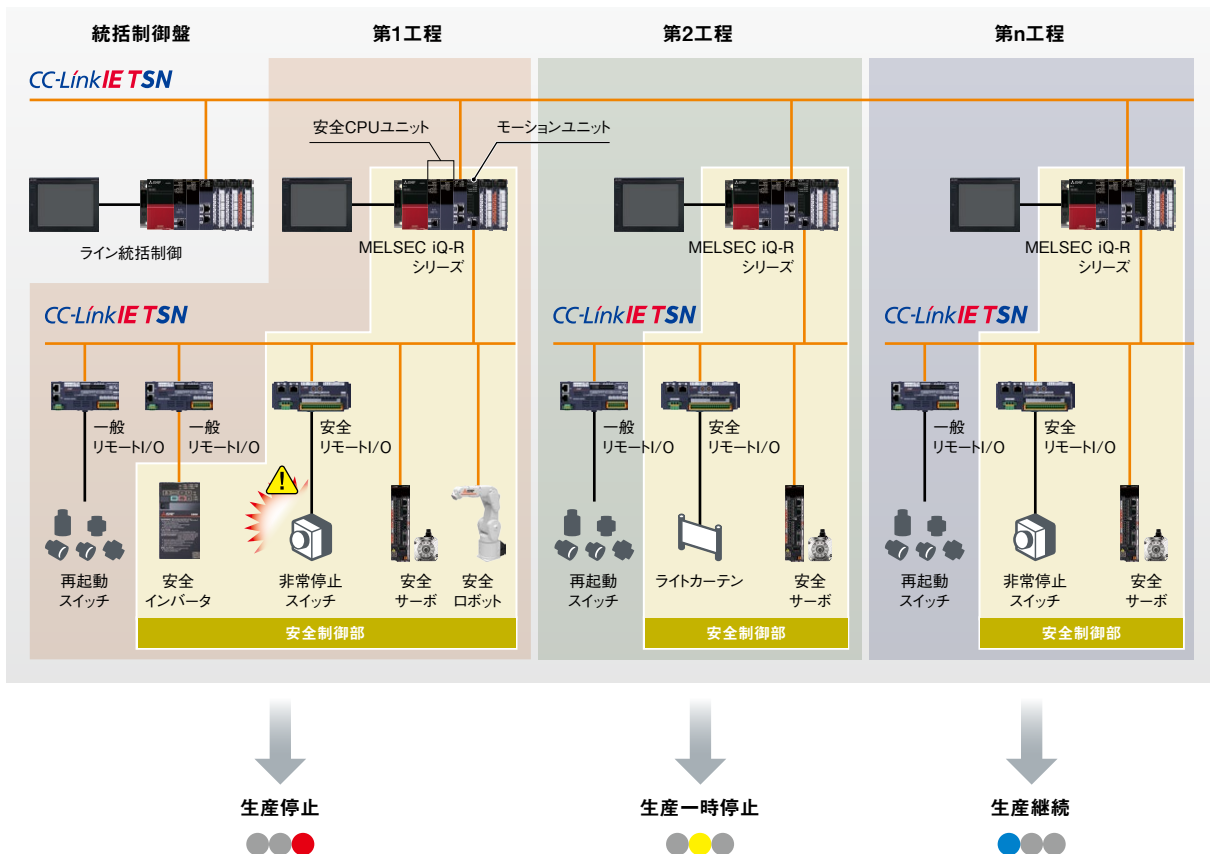 統括制御盤
第1工程
第2工程
第n工程
CC-Link IE TSN
安全CPUユニット
モーションユニット
ライン統括制御
MELSEC iQ-R
シリーズ
MELSEC iQ-R
シリーズ
MELSEC iQ-R
シリーズ
CC-Link IE TSN
CC-Link IE TSN
CC-Link IE TSN
一般
リモートI/O
一般
リモートI/O
安全
リモートI/O
一般
リモートI/O
安全
リモートI/O
一般
リモートI/O
安全
リモートI/O
!
再起動
スイッチ
安全
インバータ
非常停止
スイッチ
安全
サーボ
安全
ロボット
再起動
スイッチ
ライトカーテン
安全
サーボ
再起動
スイッチ
非常停止
スイッチ
安全
サーボ
安全制御部
安全制御部
安全制御部
生産停止
生産一時停止
生産継続